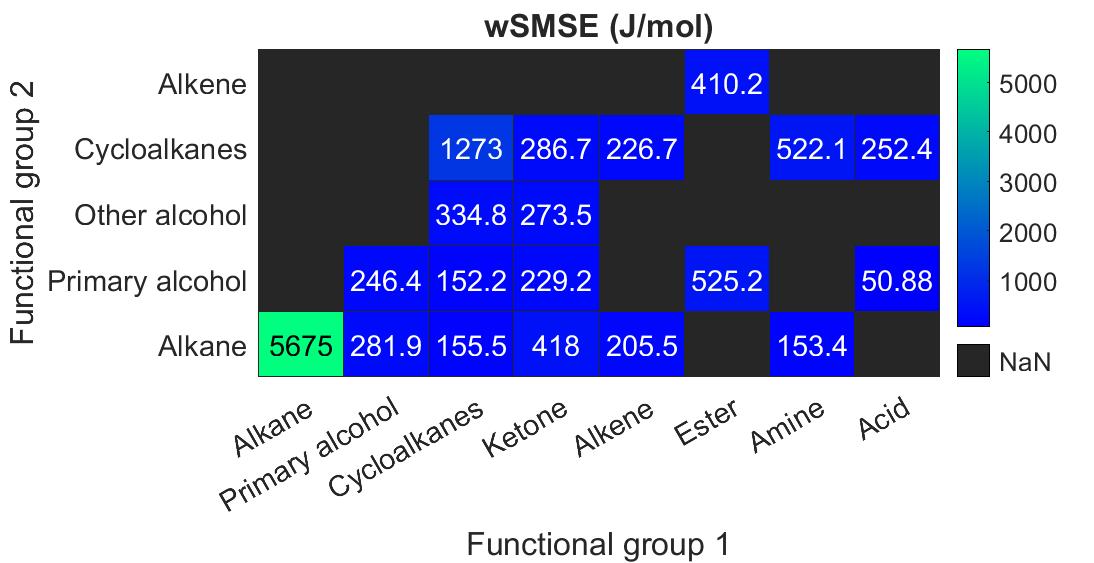 wSMSE (J/mol)
Functional group 2
Alkene 410.2
Cycloalkanes 1273 286.7 226.7 522.1 252.4
Other alcohol 334.8 273.5
Primary alcohol 246.4 152.2 229.2 525.2 50.88
Alkane 5675 281.9 155.5 418 205.5 153.4
Alkane Primary alcohol Cycloalkanes Ketone Alkene Ester Amine Acid
Functional group 1
5000
4000
3000
2000
1000
NaN